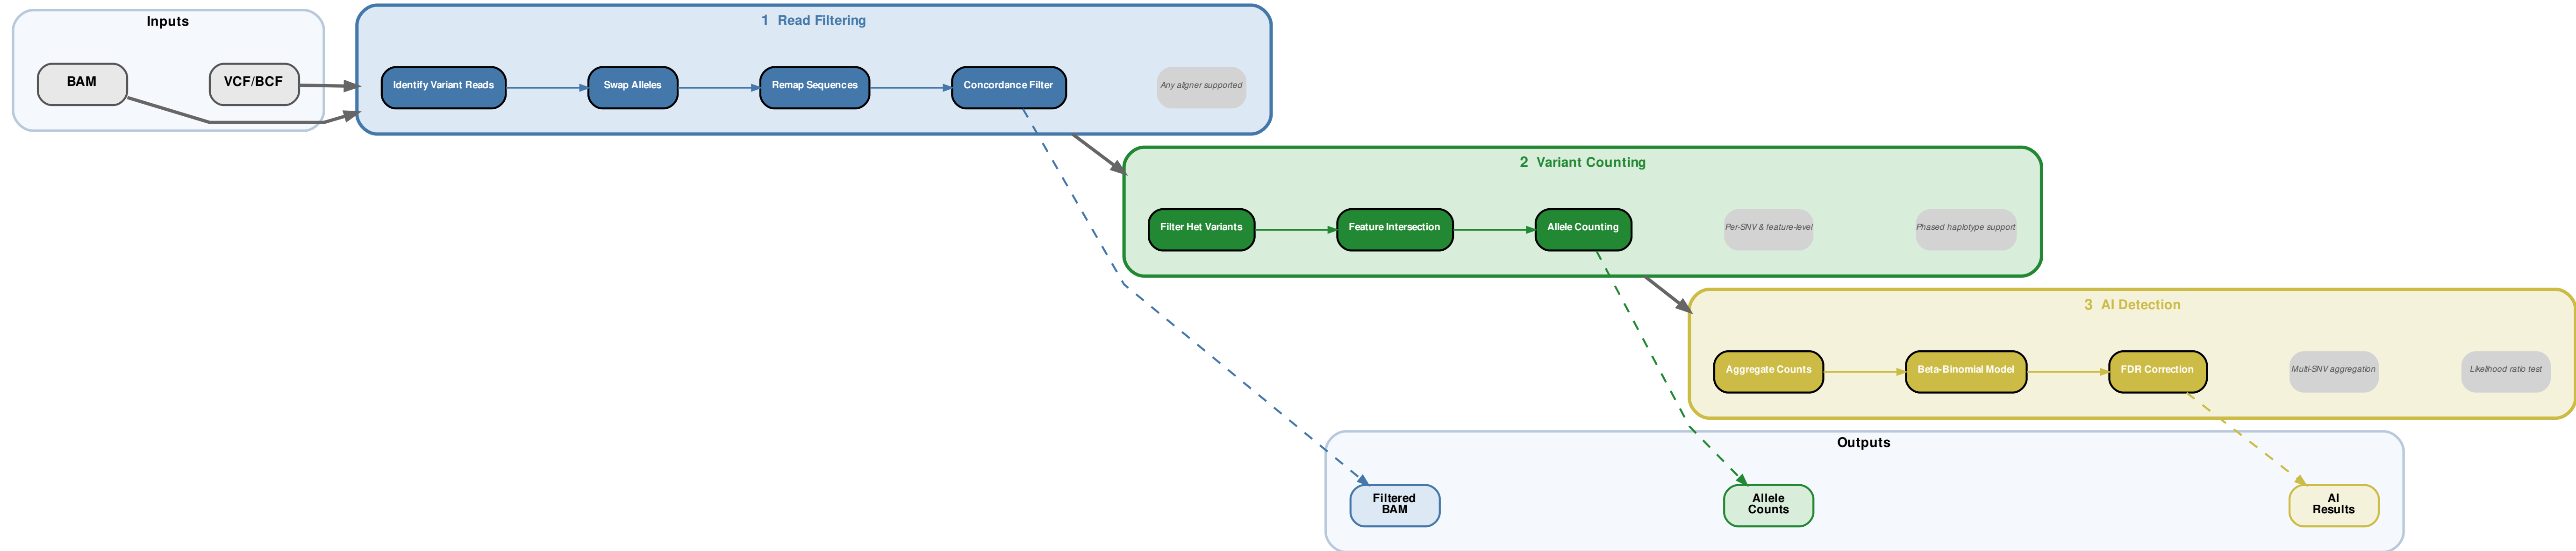 Inputs
BAM
VCF/BCF
1 Read Filtering
Identify Variant Reads
Swap Alleles
Remap Sequences
Concordance Filter
Any aligner supported
2 Variant Counting
Filter Het Variants
Feature Intersection
Allele Counting
Per-SNV & feature-level
Phased haplotype support
3 AI Detection
Aggregate Counts
Beta-Binomial Model
FDR Correction
Multi-SNV aggregation
Likelihood ratio test
Outputs
Filtered
BAM
Allele
Counts
AI
Results